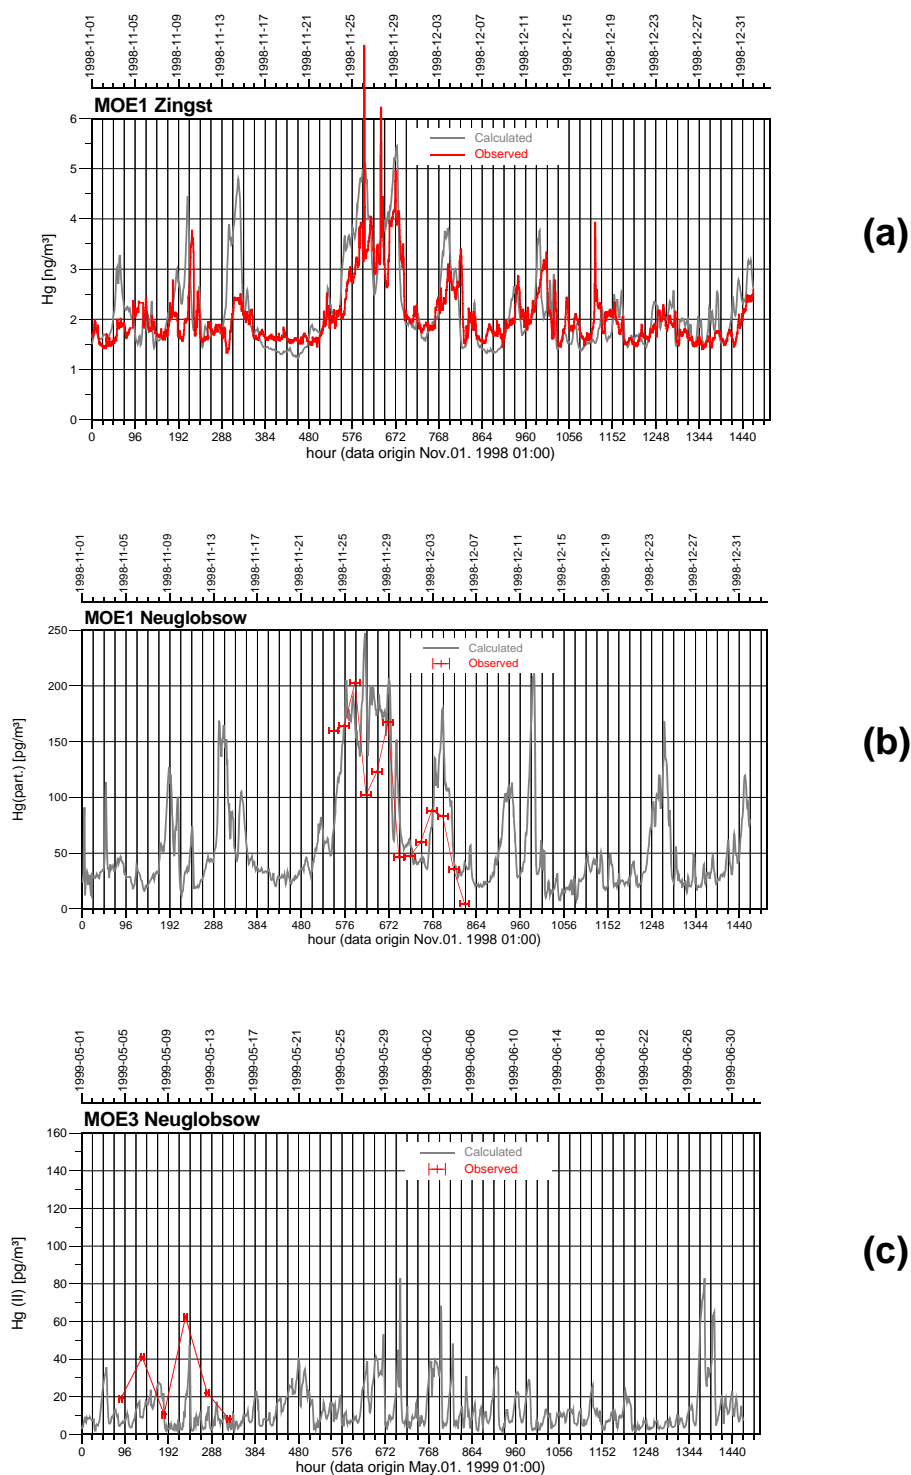 1998-11-01 1998-11-05 1998-11-09 1998-11-13 1998-11-17 1998-11-21 1998-11-25 1998-11-29 1998-12-03 1998-12-07 1998-12-11 1998-12-15 1998-12-19 1998-12-23 1998-12-27 1998-12-31
MOE1 Zingst
Calculated
Observed
Hg [ng/m³]
6
5
4
3
2
1
0
(a)
0 96 192 288 384 480 576 672 768 864 960 1056 1152 1248 1344 1440
hour (data origin Nov.01. 1998 01:00)
1998-11-01 1998-11-05 1998-11-09 1998-11-13 1998-11-17 1998-11-21 1998-11-25 1998-11-29 1998-12-03 1998-12-07 1998-12-11 1998-12-15 1998-12-19 1998-12-23 1998-12-27 1998-12-31
MOE1 Neuglobsow
Calculated
Observed
Hg(part.) [pg/m³]
250
200
150
100
50
0
(b)
0 96 192 288 384 480 576 672 768 864 960 1056 1152 1248 1344 1440
hour (data origin Nov.01. 1998 01:00)
1999-05-01 1999-05-05 1999-05-09 1999-05-13 1999-05-17 1999-05-21 1999-05-25 1999-05-29 1999-06-02 1999-06-06 1999-06-10 1999-06-14 1999-06-18 1999-06-22 1999-06-26 1999-06-30
MOE3 Neuglobsow
Calculated
Observed
Hg (II) [pg/m³]
160
140
120
100
80
60
40
20
0
(c)
0 96 192 288 384 480 576 672 768 864 960 1056 1152 1248 1344 1440
hour (data origin May.01. 1999 01:00)